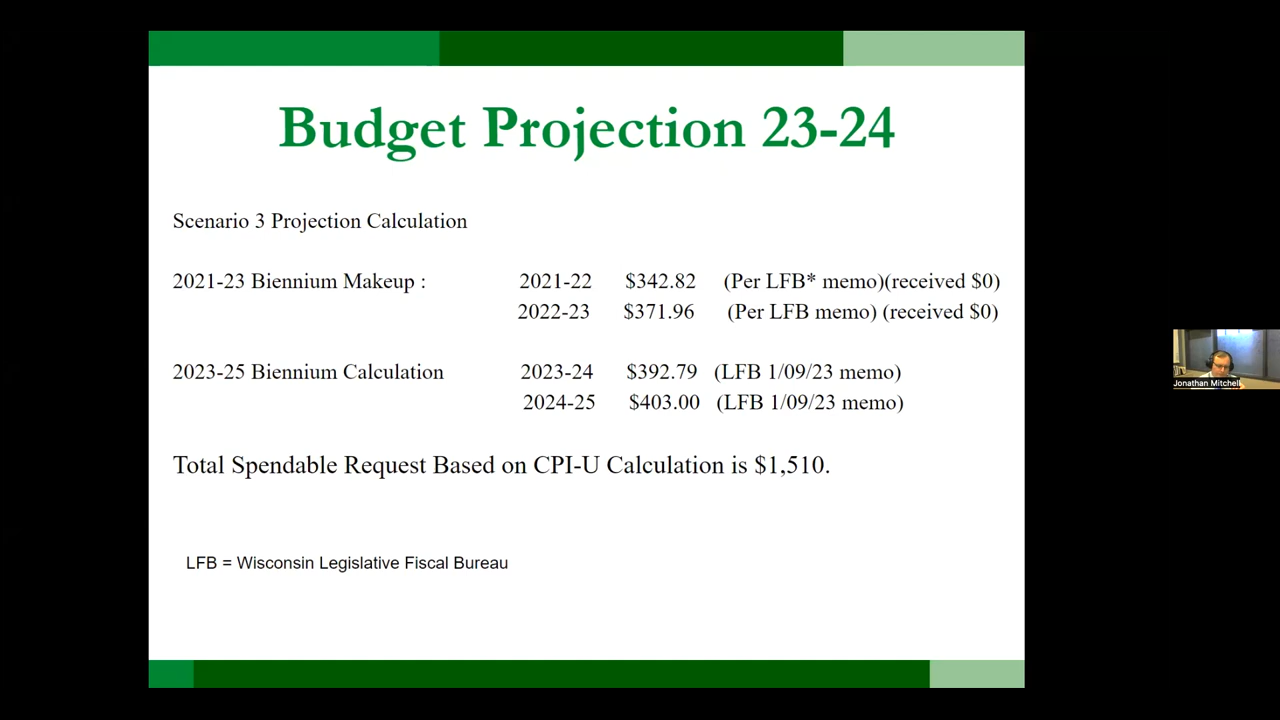 Budget Projection 23-24
Scenario 3 Projection Calculation
2021-23 Biennium Makeup : 2021-22 $342.82 (Per LFB* memo)(received $0)
2022-23 $371.96 (Per LFB memo) (received $0)
2023-25 Biennium Calculation 2023-24 $392.79 (LFB 1/09/23 memo)
2024-25 $403.00 (LFB 1/09/23 memo)
Total Spendable Request Based on CPI-U Calculation is $1,510.
LFB = Wisconsin Legislative Fiscal Bureau
Jonathan Mitchell